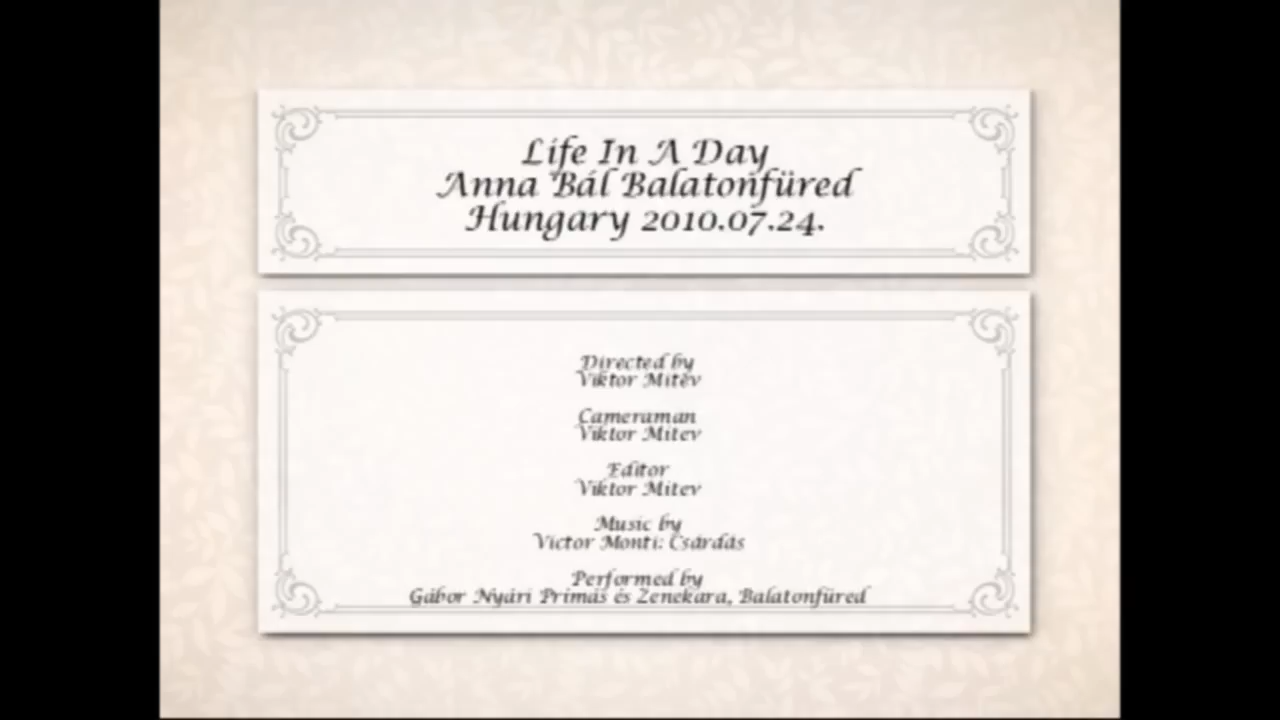 Life In A Day
Anna Bál Balatonfüred
Hungary 2010.07.24.
Directed by
Viktor Mitev
Cameraman
Viktor Mitev
Editor
Viktor Mitev
Music by
Victor Monti: Csárdás
Performed by
Gábor Nyári Prímás és Zenekara, Balatonfüred